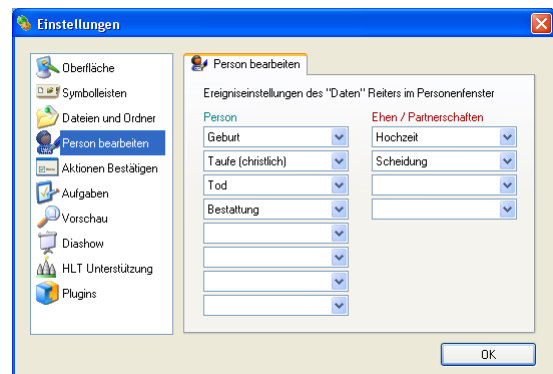 Einstellungen
Oberfläche
Symbolleisten
Dateien und Ordner
Person bearbeiten
Aktionen Bestätigen
Aufgaben
Vorschau
Diashow
HLT Unterstützung
Plugins
Person bearbeiten
Ereigniseinstellungen des "Daten" Reiters im Personenfenster
Person
Ehen / Partnerschaften
Geburt
Hochzeit
Taufe (christlich)
Scheidung
Tod
Bestattung
OK